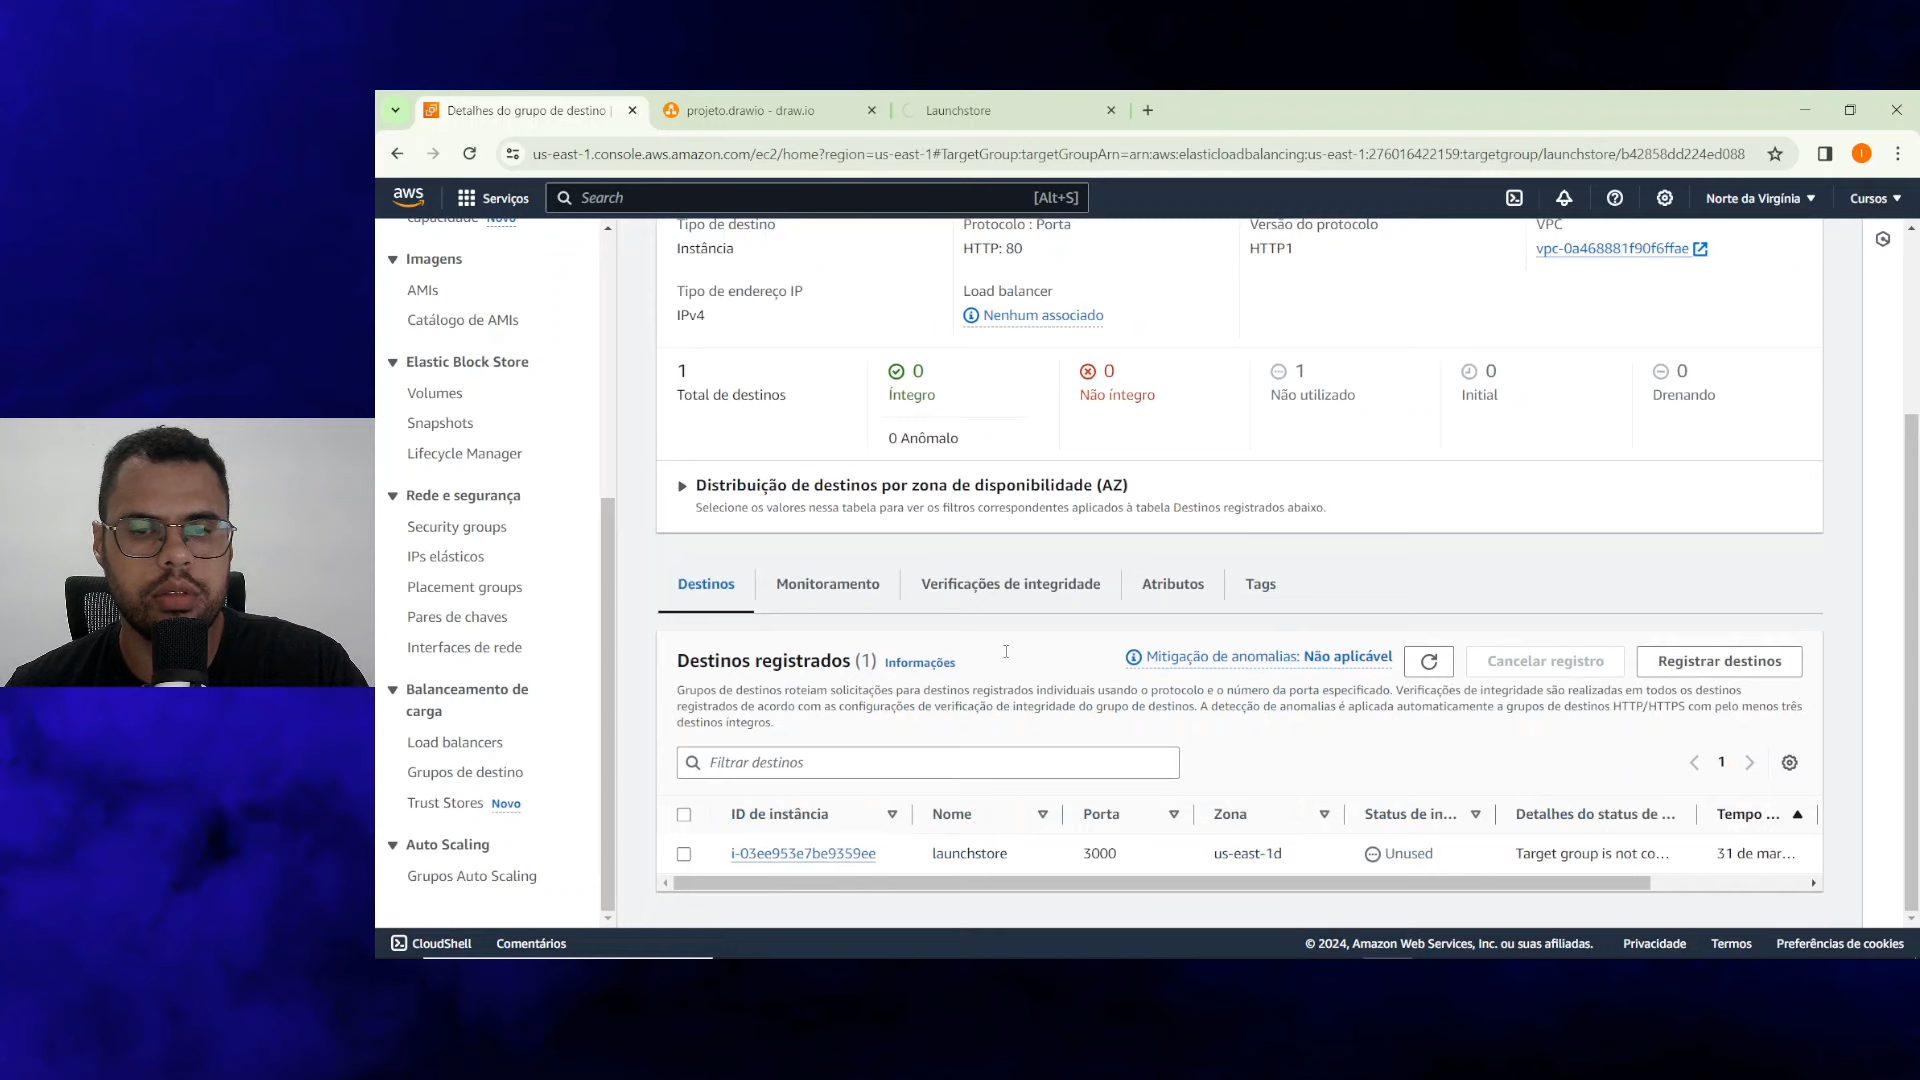 Detalhes do grupo de destino |
projeto.drawio - draw.io
Launchstore
us-east-1.console.aws.amazon.com/ec2/home?region=us-east-1#TargetGroup:targetGroupArn=arn:aws:elasticloadbalancing:us-east-1:276016422159:targetgroup/launchstore/b42858dd224ed088
aws
Serviços
Search
[Alt+S]
Norte da Virgínia
Cursos
capacidade Novo
Imagens
AMIs
Catálogo de AMIs
Elastic Block Store
Volumes
Snapshots
Lifecycle Manager
Rede e segurança
Security groups
IPs elásticos
Placement groups
Pares de chaves
Interfaces de rede
Balanceamento de
carga
Load balancers
Grupos de destino
Trust Stores Novo
Auto Scaling
Grupos Auto Scaling
Tipo de destino
Instância
Protocolo : Porta
HTTP: 80
Versão do protocolo
HTTP1
VPC
vpc-0a468881f90f6ffae
Tipo de endereço IP
IPv4
Load balancer
Nenhum associado
1
Total de destinos
0
Íntegro
0 Anômalo
0
Não íntegro
1
Não utilizado
0
Initial
0
Drenando
Distribuição de destinos por zona de disponibilidade (AZ)
Selecione os valores nessa tabela para ver os filtros correspondentes aplicados à tabela Destinos registrados abaixo.
Destinos
Monitoramento
Verificações de integridade
Atributos
Tags
Destinos registrados (1) Informações
Mitigação de anomalias: Não aplicável
Cancelar registro
Registrar destinos
Grupos de destinos roteiam solicitações para destinos registrados individuais usando o protocolo e o número da porta especificado. Verificações de integridade são realizadas em todos os destinos
registrados de acordo com as configurações de verificação de integridade do grupo de destinos. A detecção de anomalias é aplicada automaticamente a grupos de destinos HTTP/HTTPS com pelo menos três
destinos íntegros.
Filtrar destinos
1
ID de instância
Nome
Porta
Zona
Status de in...
Detalhes do status de ...
Tempo ...
i-03ee953e7be9359ee
launchstore
3000
us-east-1d
Unused
Target group is not co...
31 de mar...
CloudShell
Comentários
© 2024, Amazon Web Services, Inc. ou suas afiliadas.
Privacidade
Termos
Preferências de cookies